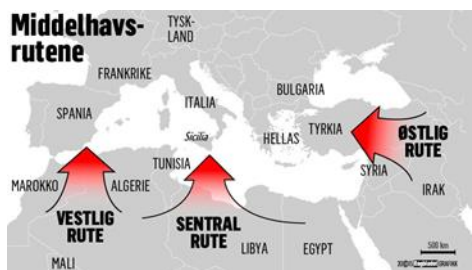 Middelhavs-
rutene
TYSK-
LAND
FRANKRIKE
BULGARIA
SPANIA
ITALIA
Sicilia
HELLAS
TYRKIA
ØSTLIG
RUTE
TUNISIA
SYRIA
MAROKKO
ALGERIE
IRAK
VESTLIG
RUTE
SENTRAL
RUTE
LIBYA
EGYPT
500 km
MALI